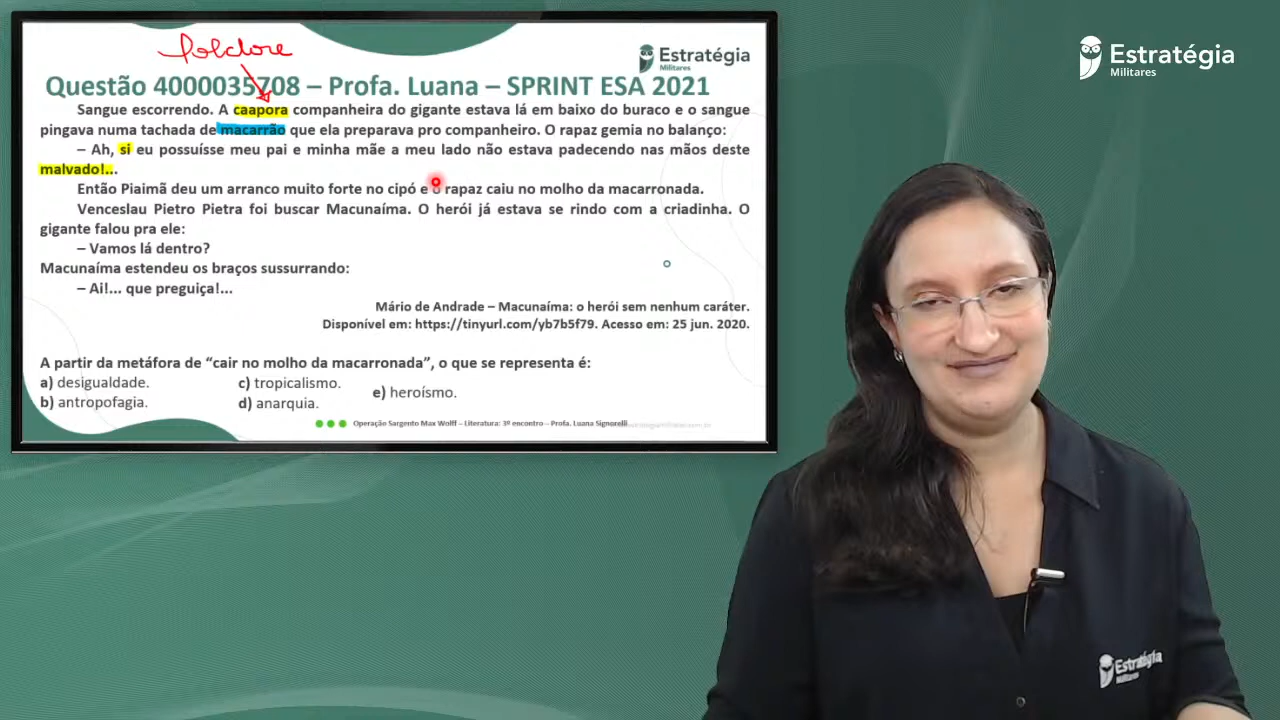 folclore
Estratégia
Militares
Questão 4000035708 – Profa. Luana – SPRINT ESA 2021
Sangue escorrendo. A caapora companheira do gigante estava lá em baixo do buraco e o sangue
pingava numa tachada de macarrão que ela preparava pro companheiro. O rapaz gemia no balanço:
– Ah, si eu possuísse meu pai e minha mãe a meu lado não estava padecendo nas mãos deste
malvado!...
Então Piaimã deu um arranco muito forte no cipó e o rapaz caiu no molho da macarronada.
Venceslau Pietro Pietra foi buscar Macunaíma. O herói já estava se rindo com a criadinha. O
gigante falou pra ele:
– Vamos lá dentro?
Macunaíma estendeu os braços sussurrando:
– Ai!... que preguiça!...
Mário de Andrade – Macunaíma: o herói sem nenhum caráter.
Disponível em: https://tinyurl.com/yb7b5f79. Acesso em: 25 jun. 2020.
A partir da metáfora de “cair no molho da macarronada”, o que se representa é:
a) desigualdade.
b) antropofagia.
c) tropicalismo.
d) anarquia.
e) heroísmo.
Operação Sargento Max Wolff – Literatura: 3º encontro – Profa. Luana Signorelli
Estratégia
Militares
Estratégia
Militares